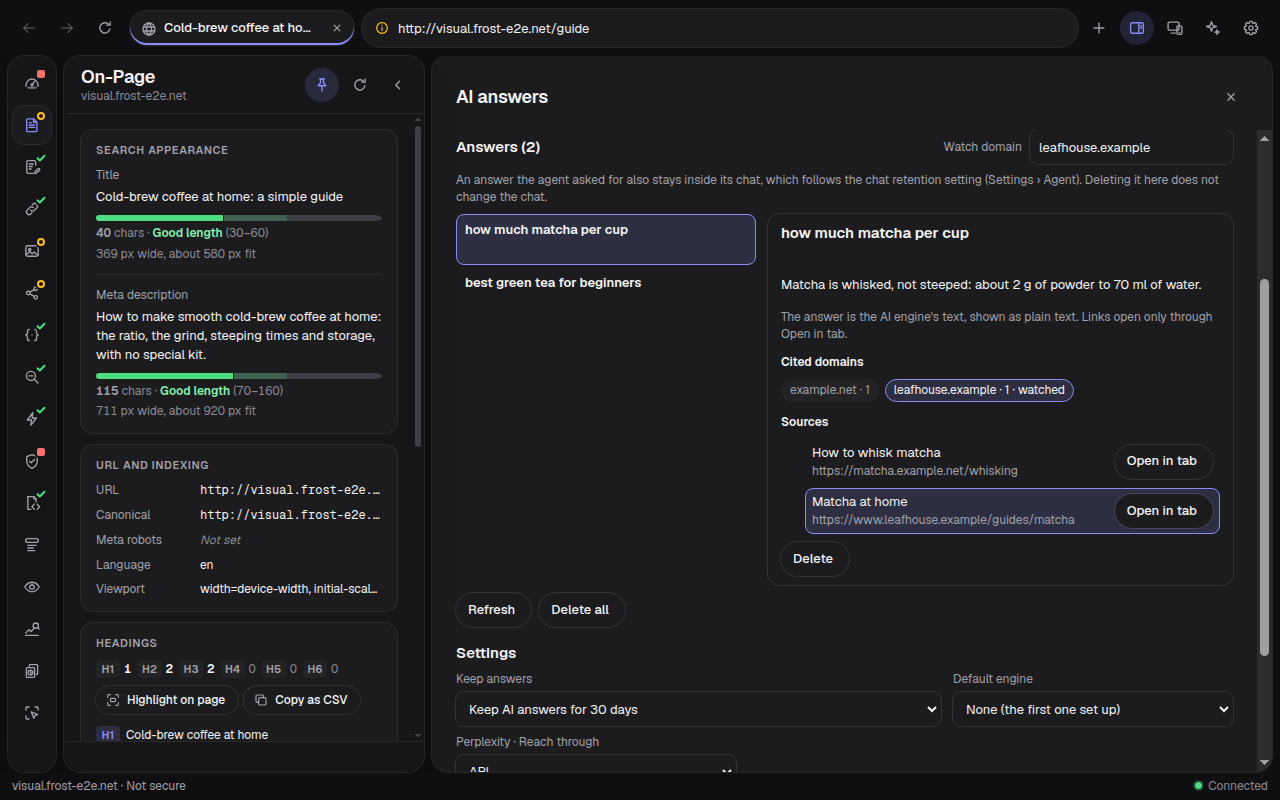 Cold-brew coffee at ho...
http://visual.frost-e2e.net/guide
On-Page
visual.frost-e2e.net
SEARCH APPEARANCE
Title
Cold-brew coffee at home: a simple guide
40 chars · Good length (30–60)
369 px wide, about 580 px fit
Meta description
How to make smooth cold-brew coffee at home:
the ratio, the grind, steeping times and storage,
with no special kit.
115 chars · Good length (70–160)
711 px wide, about 920 px fit
URL AND INDEXING
URL http://visual.frost-e2e.…
Canonical http://visual.frost-e2e.…
Meta robots Not set
Language en
Viewport width=device-width, initial-scal...
HEADINGS
H1 1 H2 2 H3 2 H4 0 H5 0 H6 0
Highlight on page Copy as CSV
H1 Cold-brew coffee at home
AI answers
Answers (2)
Watch domain leafhouse.example
An answer the agent asked for also stays inside its chat, which follows the chat retention setting (Settings › Agent). Deleting it here does not
change the chat.
how much matcha per cup
best green tea for beginners
how much matcha per cup
Matcha is whisked, not steeped: about 2 g of powder to 70 ml of water.
The answer is the AI engine's text, shown as plain text. Links open only through
Open in tab.
Cited domains
example.net · 1 leafhouse.example · 1 · watched
Sources
How to whisk matcha
https://matcha.example.net/whisking
Open in tab
Matcha at home
https://www.leafhouse.example/guides/matcha
Open in tab
Delete
Refresh Delete all
Settings
Keep answers
Keep AI answers for 30 days
Default engine
None (the first one set up)
Perplexity · Reach through
API
visual.frost-e2e.net · Not secure
Connected